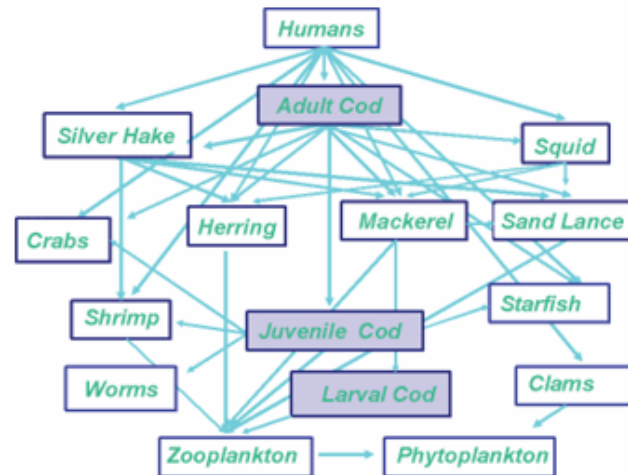 Humans
Adult Cod
Silver Hake
Squid
Crabs
Herring
Mackerel
Sand Lance
Shrimp
Juvenile Cod
Starfish
Worms
Larval Cod
Clams
Zooplankton
Phytoplankton